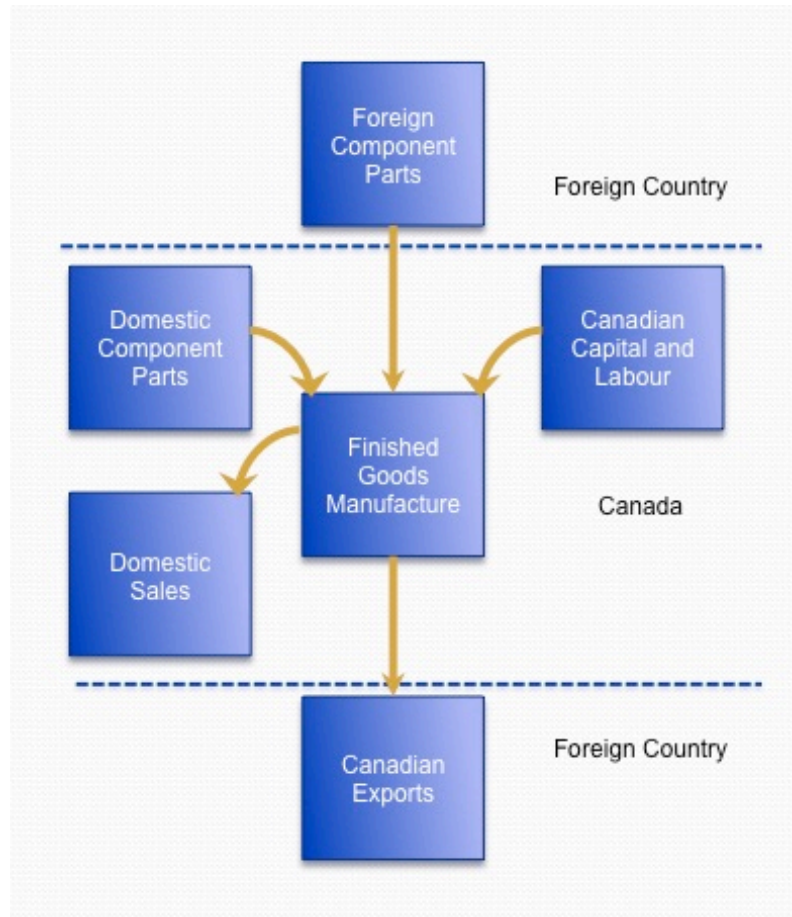 Foreign
Component
Parts
Foreign Country
Domestic
Component
Parts
Canadian
Capital and
Labour
Finished
Goods
Manufacture
Canada
Domestic
Sales
Canadian
Exports
Foreign Country